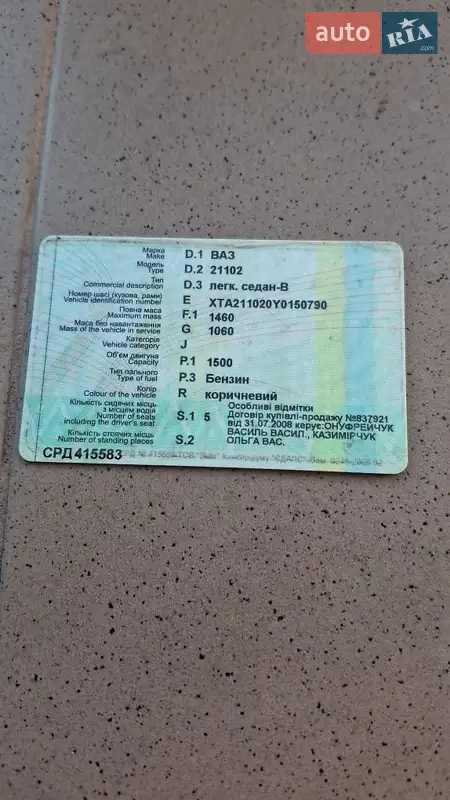 auto RIA .com
Марка D.1 ВАЗ
Make
Модель D.2 21102
Type
Тип D.3 легк. седан-В
Commercial description
Номер шасі (кузова, рами) E XTA211020Y0150790
Vehicle identification number
Повна маса F.1 1460
Maximum mass
Маса без навантаження G 1060
Mass of the vehicle in service
Категорія J
Vehicle category
Об'єм двигуна P.1 1500
Capacity
Тип пального P.3 Бензин
Type of fuel
Колір R коричневий
Colour of the vehicle
Кількість сидячих місць Особливі відмітки
з місцем водія S.1 5 Договір купівлі-продажу №837921
Number of seats від 31.07.2008 керує:ОНУФРЕЙЧУК
including the driver's seat ВАСИЛЬ ВАСИЛ., КАЗИМІРЧУК
Кількість стоячих місць S.2 ОЛЬГА ВАС.
Number of standing places
СРД 415583